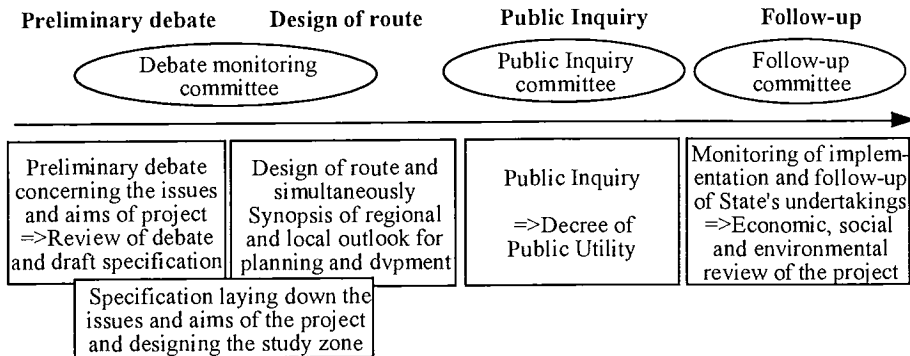 Preliminary debate
Design of route
Public Inquiry
Follow-up
Debate monitoring
committee
Public Inquiry
committee
Follow-up
committee
Preliminary debate
concerning the issues
and aims of project
=>Review of debate
and draft specification
Design of route and
simultaneously
Synopsis of regional
and local outlook for
planning and dvpment
Public Inquiry
=>Decree of
Public Utility
Monitoring of implem-
entation and follow-up
of State's undertakings
=>Economic, social
and environmental
review of the project
Specification laying down the
issues and aims of the project
and designing the study zone